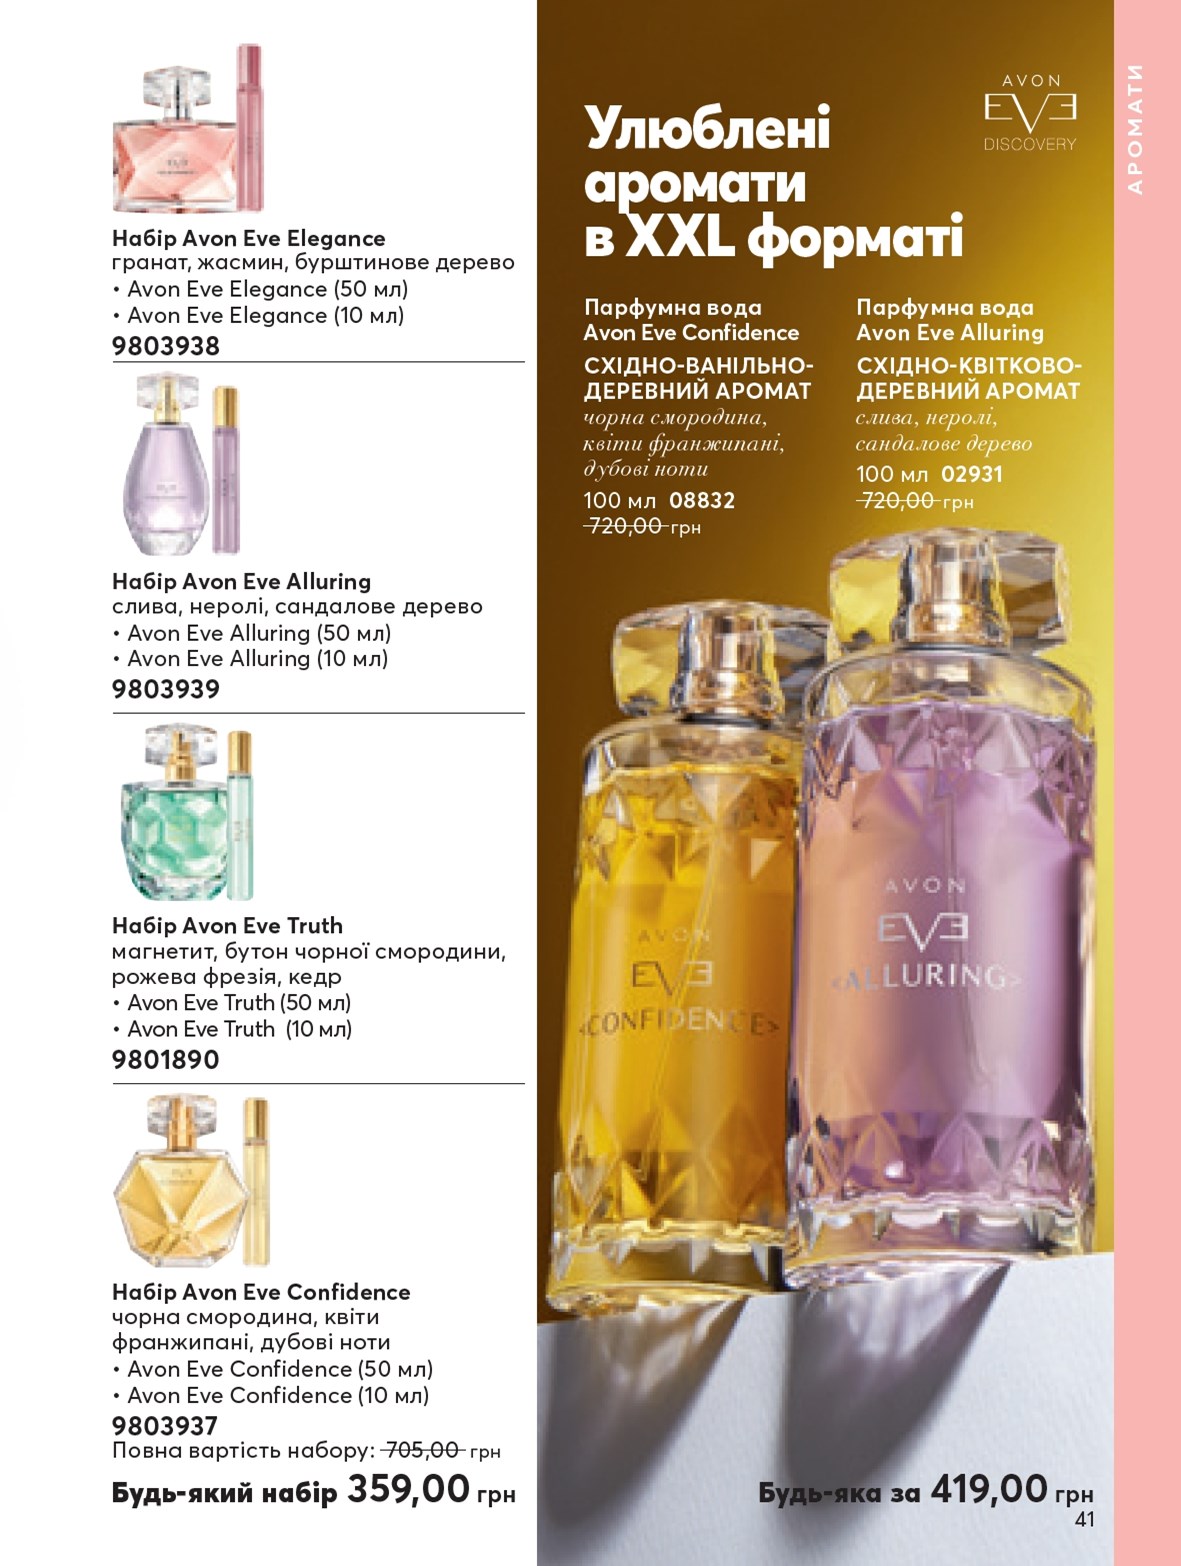 Набір Avon Eve Elegance
гранат, жасмин, бурштинове дерево
• Avon Eve Elegance (50 мл)
• Avon Eve Elegance (10 мл)
9803938
Набір Avon Eve Alluring
слива, неролі, сандалове дерево
• Avon Eve Alluring (50 мл)
• Avon Eve Alluring (10 мл)
9803939
Набір Avon Eve Truth
магнетит, бутон чорної смородини,
рожева фрезія, кедр
• Avon Eve Truth (50 мл)
• Avon Eve Truth (10 мл)
9801890
Набір Avon Eve Confidence
чорна смородина, квіти
франжипані, дубові ноти
• Avon Eve Confidence (50 мл)
• Avon Eve Confidence (10 мл)
9803937
Повна вартість набору: 705,00 грн
Будь-який набір 359,00 грн
AVON
EVE
DISCOVERY
Улюблені
аромати
в XXL форматі
Парфумна вода
Avon Eve Confidence
СХІДНО-ВАНІЛЬНО-
ДЕРЕВНИЙ АРОМАТ
чорна смородина,
квіти франжипані,
дубові ноти
100 мл 08832
720,00 грн
Парфумна вода
Avon Eve Alluring
СХІДНО-КВІТКОВО-
ДЕРЕВНИЙ АРОМАТ
слива, неролі,
сандалове дерево
100 мл 02931
720,00 грн
AVON
EVE
<CONFIDENCE>
AVON
EVE
<ALLURING>
Будь-яка за 419,00 грн
41
АРОМАТИ